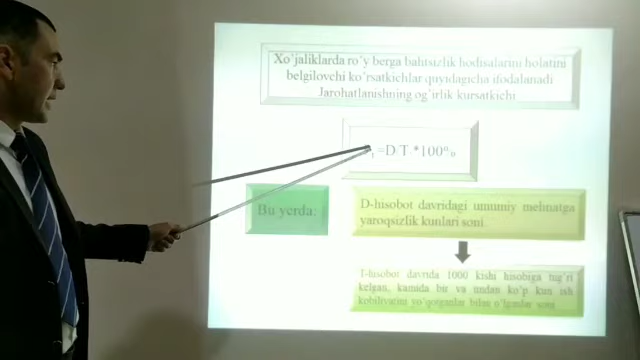 Xo'jaliklarda ro'y berga bahtsizlik hodisalarini holatini
belgilovchi ko'rsatkichlar quyidagicha ifodalanadi
Jarohatlanishning og'irlik kursatkichi
=D/T *100%
Bu yerda:
D-hisobot davridagi umumiy mehnatga
yaroqsizlik kunlari soni
T-hisobot davrida 1000 kishi hisobiga tug'ri
kelgan, kamida bir va undan ko'p kun ish
kobiliyatini yo'qotganlar bilan o'lganlar soni